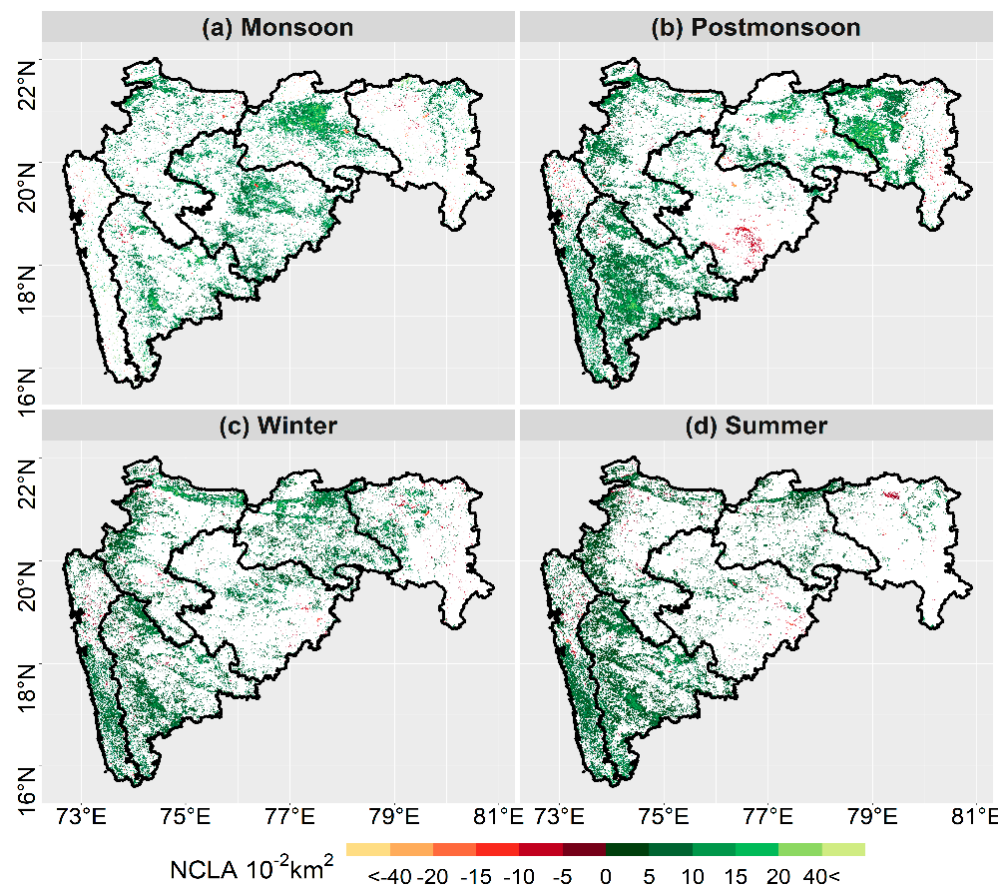 (a) Monsoon
(b) Postmonsoon
22°N
20°N
18°N
16°N
(c) Winter
(d) Summer
22°N
20°N
18°N
16°N
73°E 75°E 77°E 79°E 81°E 73°E 75°E 77°E 79°E 81°E
NCLA 10⁻²km²
<-40 -20 -15 -10 -5 0 5 10 15 20 40<